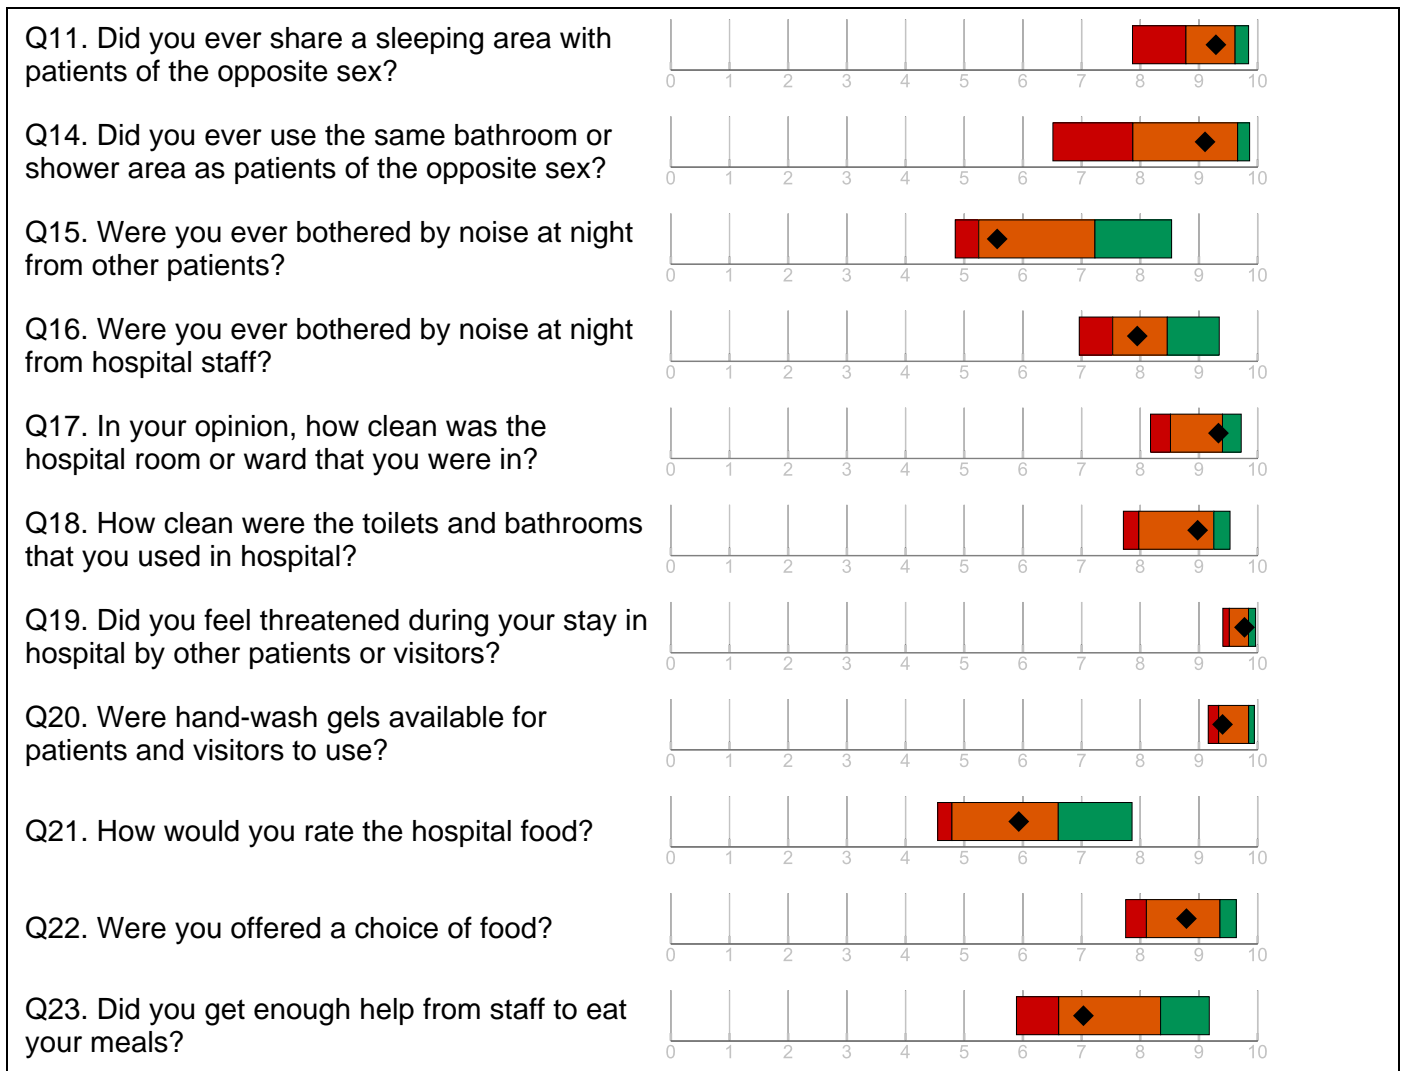 Q11. Did you ever share a sleeping area with
patients of the opposite sex?
0 1 2 3 4 5 6 7 8 9 10
Q14. Did you ever use the same bathroom or
shower area as patients of the opposite sex?
0 1 2 3 4 5 6 7 8 9 10
Q15. Were you ever bothered by noise at night
from other patients?
0 1 2 3 4 5 6 7 8 9 10
Q16. Were you ever bothered by noise at night
from hospital staff?
0 1 2 3 4 5 6 7 8 9 10
Q17. In your opinion, how clean was the
hospital room or ward that you were in?
0 1 2 3 4 5 6 7 8 9 10
Q18. How clean were the toilets and bathrooms
that you used in hospital?
0 1 2 3 4 5 6 7 8 9 10
Q19. Did you feel threatened during your stay in
hospital by other patients or visitors?
0 1 2 3 4 5 6 7 8 9 10
Q20. Were hand-wash gels available for
patients and visitors to use?
0 1 2 3 4 5 6 7 8 9 10
Q21. How would you rate the hospital food?
0 1 2 3 4 5 6 7 8 9 10
Q22. Were you offered a choice of food?
0 1 2 3 4 5 6 7 8 9 10
Q23. Did you get enough help from staff to eat
your meals?
0 1 2 3 4 5 6 7 8 9 10